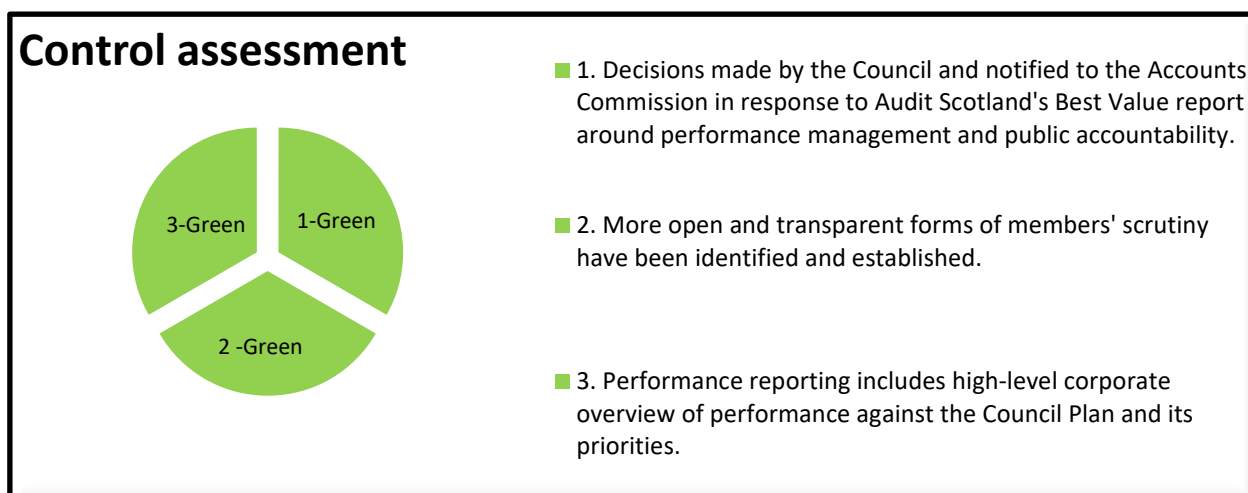 Control assessment
3-Green
1-Green
2 -Green
1. Decisions made by the Council and notified to the Accounts
Commission in response to Audit Scotland's Best Value report
around performance management and public accountability.
2. More open and transparent forms of members' scrutiny
have been identified and established.
3. Performance reporting includes high-level corporate
overview of performance against the Council Plan and its
priorities.